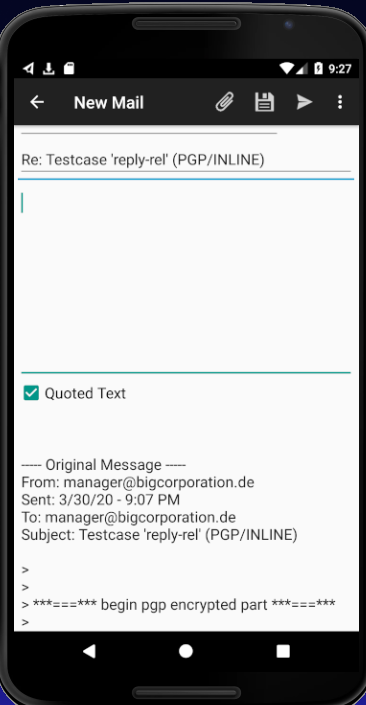 9:27
New Mail
Re: Testcase 'reply-rel' (PGP/INLINE)
Quoted Text
----- Original Message -----
From: manager@bigcorporation.de
Sent: 3/30/20 - 9:07 PM
To: manager@bigcorporation.de
Subject: Testcase 'reply-rel' (PGP/INLINE)
>
>
> ***===*** begin pgp encrypted part ***===***
>